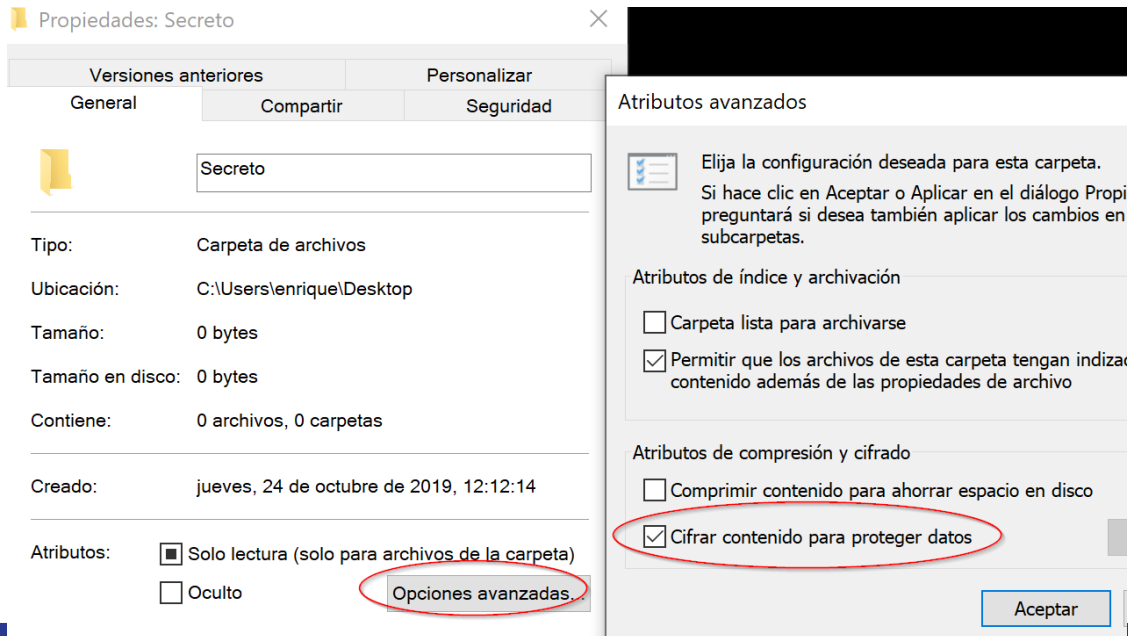 Propiedades: Secreto
Versiones anteriores
Personalizar
General
Compartir
Seguridad
Secreto
Tipo:
Carpeta de archivos
Ubicación:
C:\Users\enrique\Desktop
Tamaño:
0 bytes
Tamaño en disco:
0 bytes
Contiene:
0 archivos, 0 carpetas
Creado:
jueves, 24 de octubre de 2019, 12:12:14
Atributos:
Solo lectura (solo para archivos de la carpeta)
Oculto
Opciones avanzadas...
Atributos avanzados
Elija la configuración deseada para esta carpeta.
Si hace clic en Aceptar o Aplicar en el diálogo Propi
preguntará si desea también aplicar los cambios en
subcarpetas.
Atributos de índice y archivación
Carpeta lista para archivarse
Permitir que los archivos de esta carpeta tengan indizac
contenido además de las propiedades de archivo
Atributos de compresión y cifrado
Comprimir contenido para ahorrar espacio en disco
Cifrar contenido para proteger datos
Aceptar